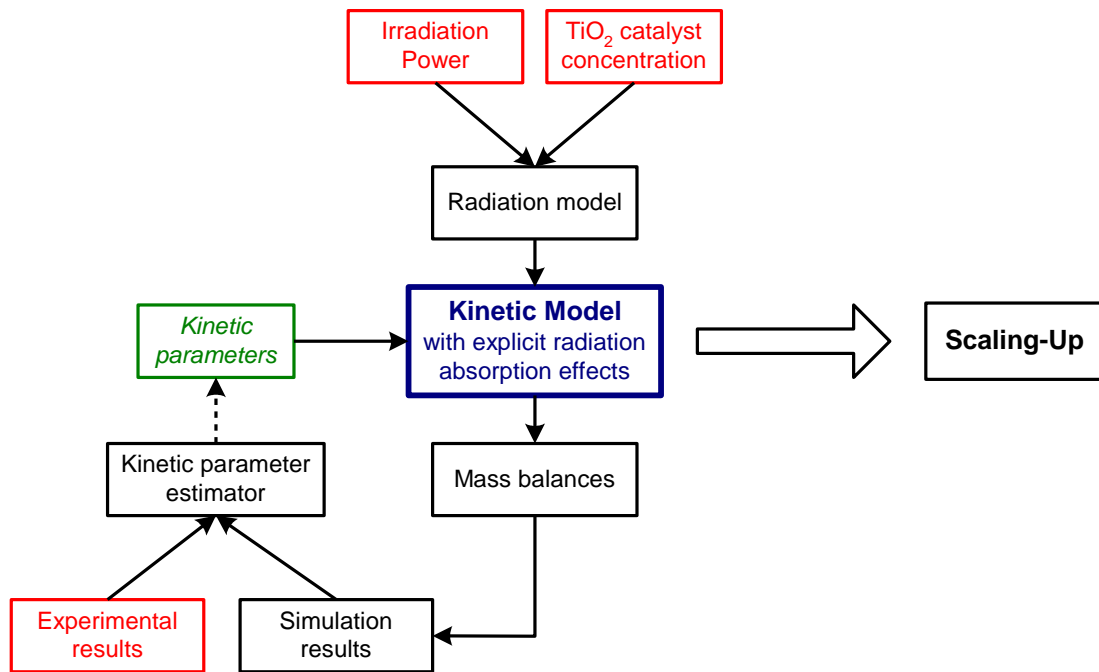 Irradiation
Power
TiO₂ catalyst
concentration
Radiation model
Kinetic
parameters
Kinetic Model
with explicit radiation
absorption effects
Scaling-Up
Kinetic parameter
estimator
Mass balances
Experimental
results
Simulation
results